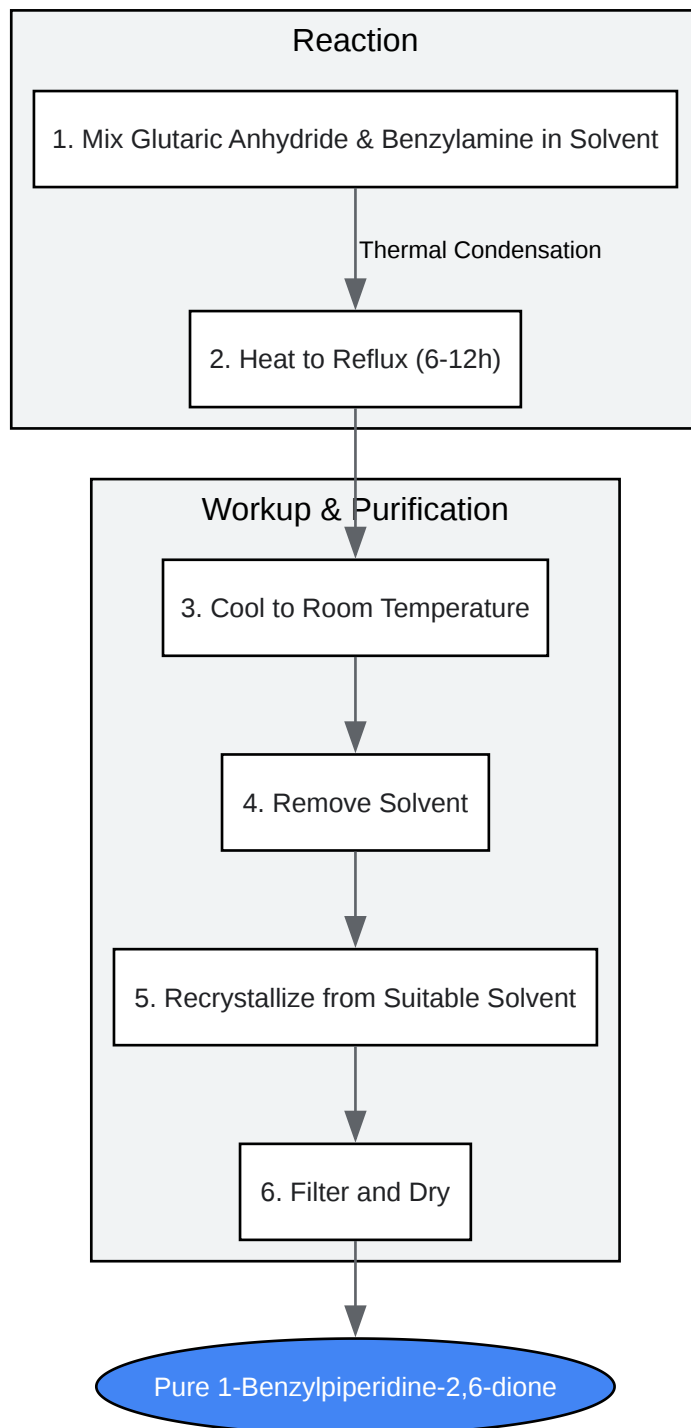 Reaction
1. Mix Glutaric Anhydride & Benzylamine in Solvent
Thermal Condensation
2. Heat to Reflux (6-12h)
Workup & Purification
3. Cool to Room Temperature
4. Remove Solvent
5. Recrystallize from Suitable Solvent
6. Filter and Dry
Pure 1-Benzylpiperidine-2,6-dione